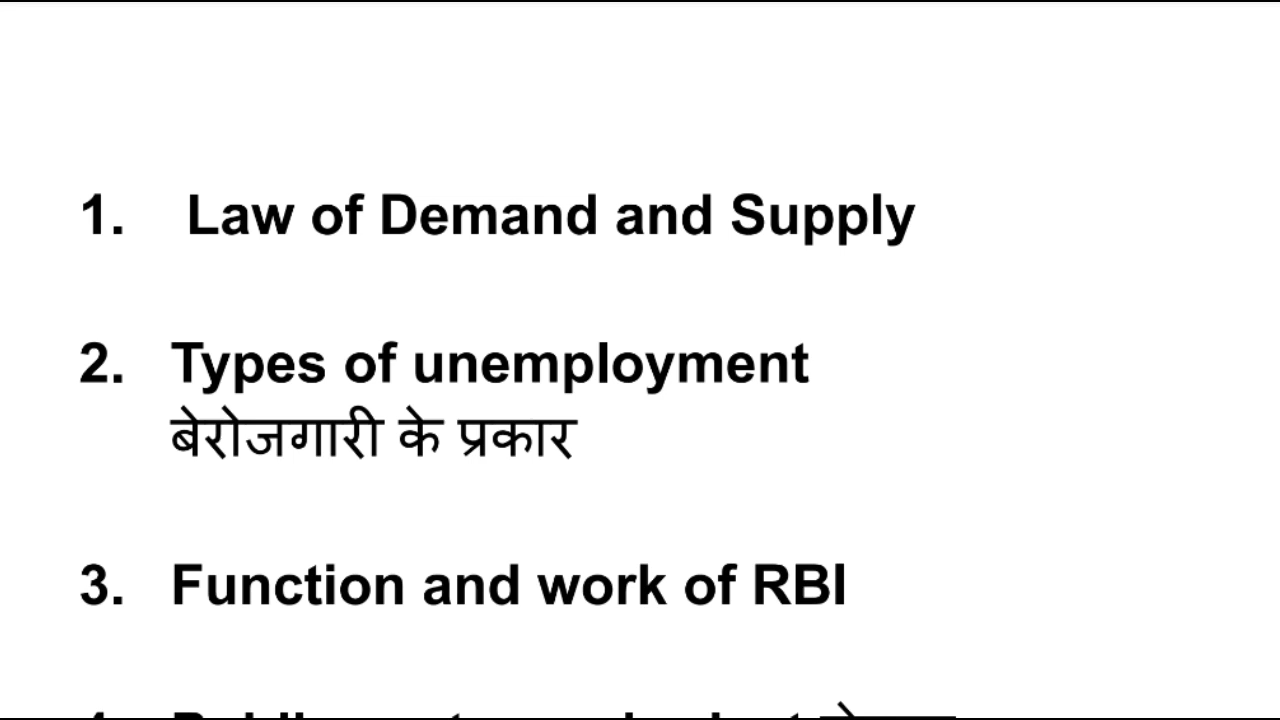 1. Law of Demand and Supply
2. Types of unemployment
बेरोजगारी के प्रकार
3. Function and work of RBI